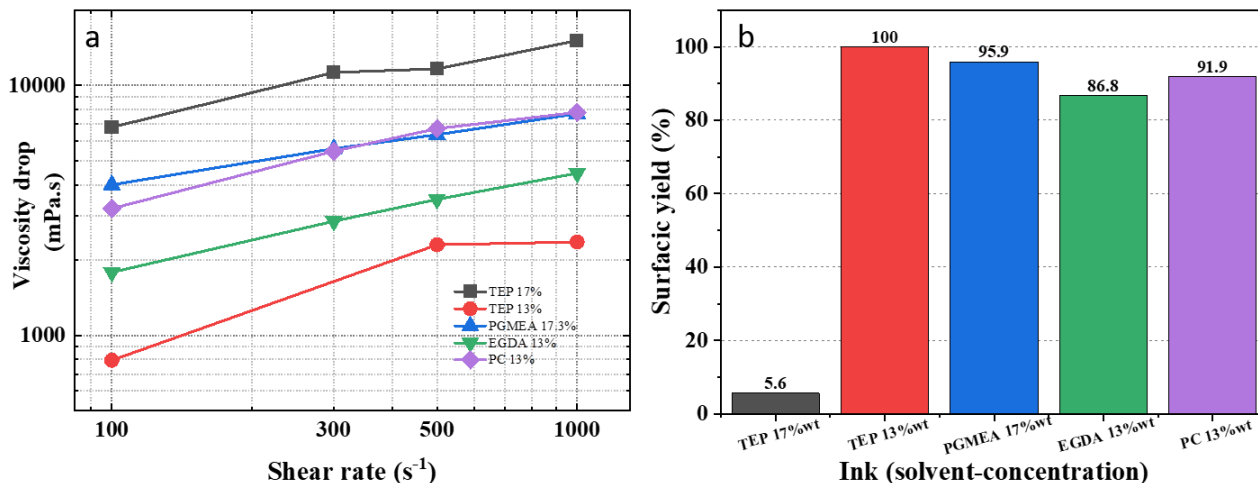 a
10000
1000
Viscosity drop
(mPa.s)
TEP 17%
TEP 13%
PGMEA 17.3%
EGDA 13%
PC 13%
100
300
500
1000
Shear rate (s⁻¹)
b
100
80
60
40
20
0
Surfacic yield (%)
5.6
100
95.9
86.8
91.9
TEP 17%wt
TEP 13%wt
PGMEA 17%wt
EGDA 13%wt
PC 13%wt
Ink (solvent-concentration)